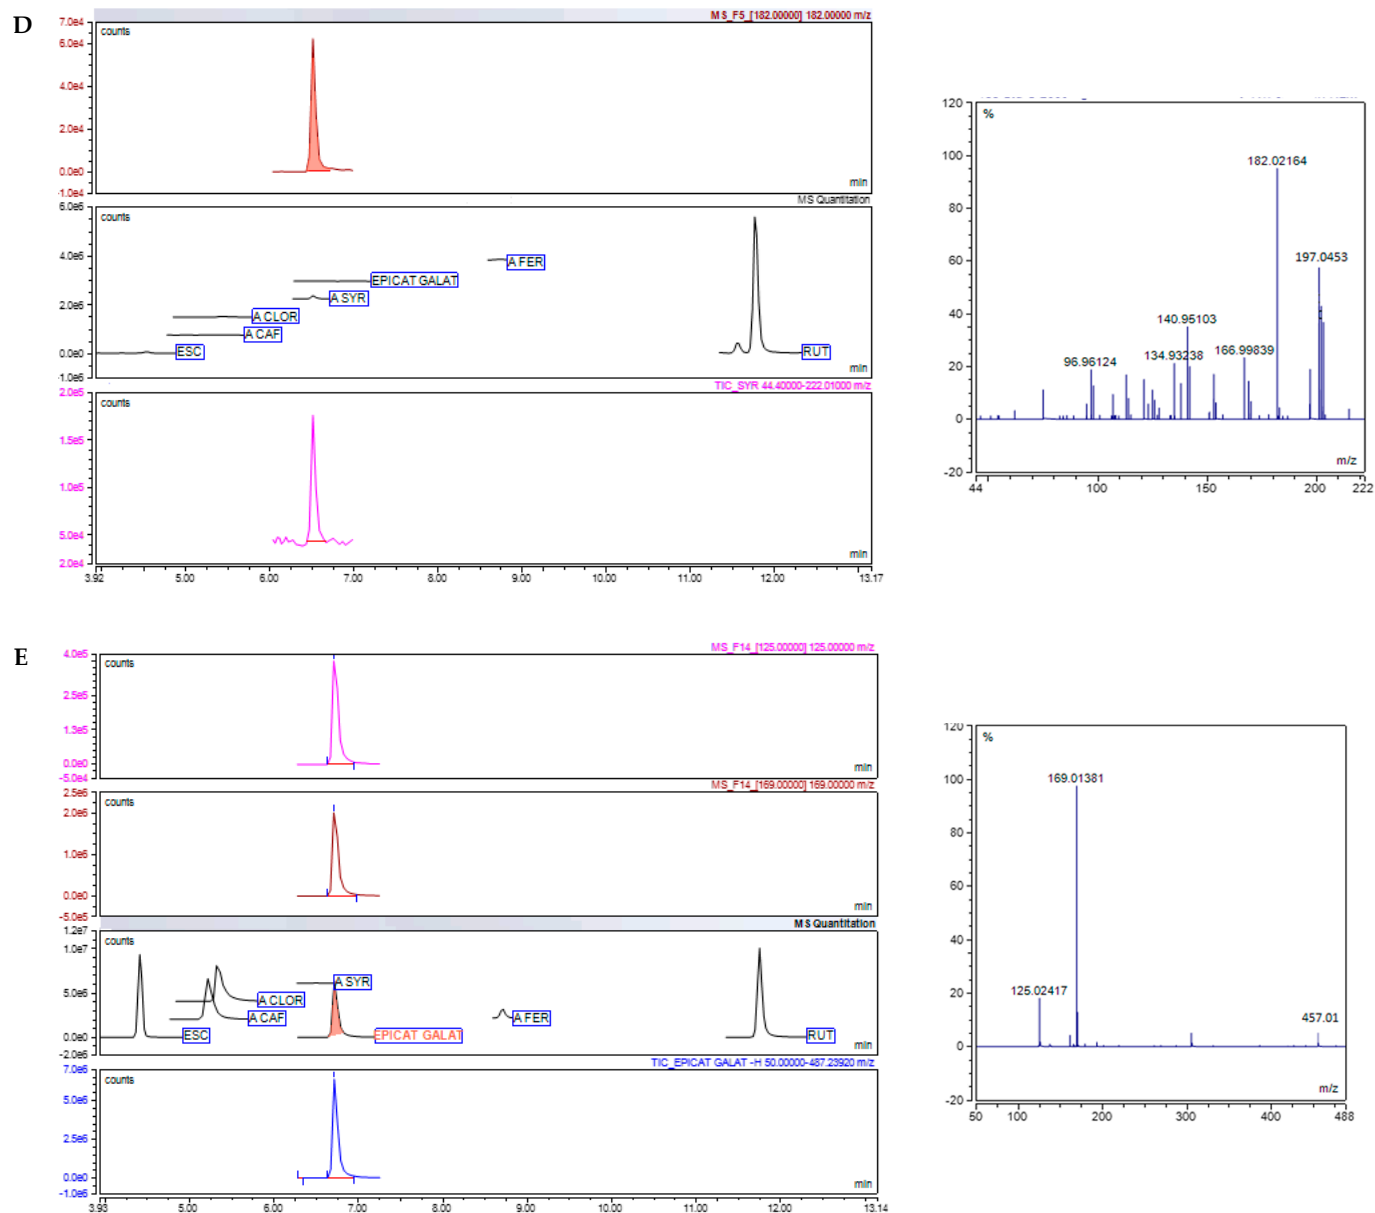 D
MS_F5_[182.00000] 182.00000 m/z
7.0e4
counts
6.0e4
4.0e4
2.0e4
0.0e0
-1.0e4
min
MS Quantitation
6.0e6
counts
4.0e6
2.0e6
0.0e0
-1.0e6
A FER
EPICAT GALAT
A SYR
A CLOR
A CAF
ESC
RUT
min
TIC_SYR 44.40000-222.01000 m/z
2.0e5
counts
1.5e5
1.0e5
5.0e4
2.0e4
min
3.92 5.00 6.00 7.00 8.00 9.00 10.00 11.00 12.00 13.17
120
%
100
80
60
40
20
0
-20
182.02164
197.0453
140.95103
134.93238
166.99839
96.96124
m/z
44 100 150 200 222
E
MS_F14_[125.00000] 125.00000 m/z
4.0e5
counts
2.5e5
1.3e5
0.0e0
-5.0e4
min
MS_F14_[169.00000] 169.00000 m/z
2.5e6
counts
2.0e6
1.0e6
0.0e0
-5.0e5
min
MS Quantitation
1.2e7
counts
1.0e7
5.0e6
0.0e0
-2.0e6
A SYR
A CLOR
A CAF
A FER
ESC
EPICAT GALAT
RUT
min
TIC_EPICAT GALAT -H 50.00000-487.23920 m/z
7.0e6
counts
5.0e6
2.5e6
0.0e0
-1.0e6
min
3.93 5.00 6.00 7.00 8.00 9.00 10.00 11.00 12.00 13.14
120
%
100
80
60
40
20
0
-20
169.01381
125.02417
457.01
m/z
50 100 200 300 400 488